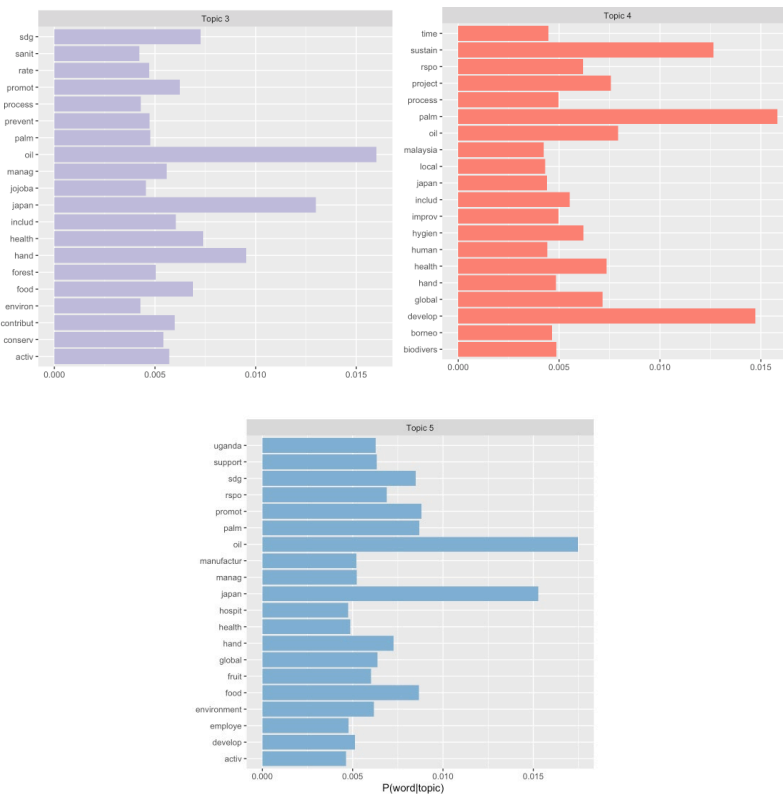 Topic 3
sdg
sanit
rate
promot
process
prevent
palm
oil
manag
jojoba
japan
includ
health
hand
forest
food
environ
contribut
conserv
activ
0.000 0.005 0.010 0.015
Topic 4
time
sustain
rspo
project
process
palm
oil
malaysia
local
japan
includ
improv
hygien
human
health
hand
global
develop
borneo
biodivers
0.000 0.005 0.010 0.015
Topic 5
uganda
support
sdg
rspo
promot
palm
oil
manufactur
manag
japan
hospit
health
hand
global
fruit
food
environment
employe
develop
activ
0.000 0.005 0.010 0.015
P(word|topic)